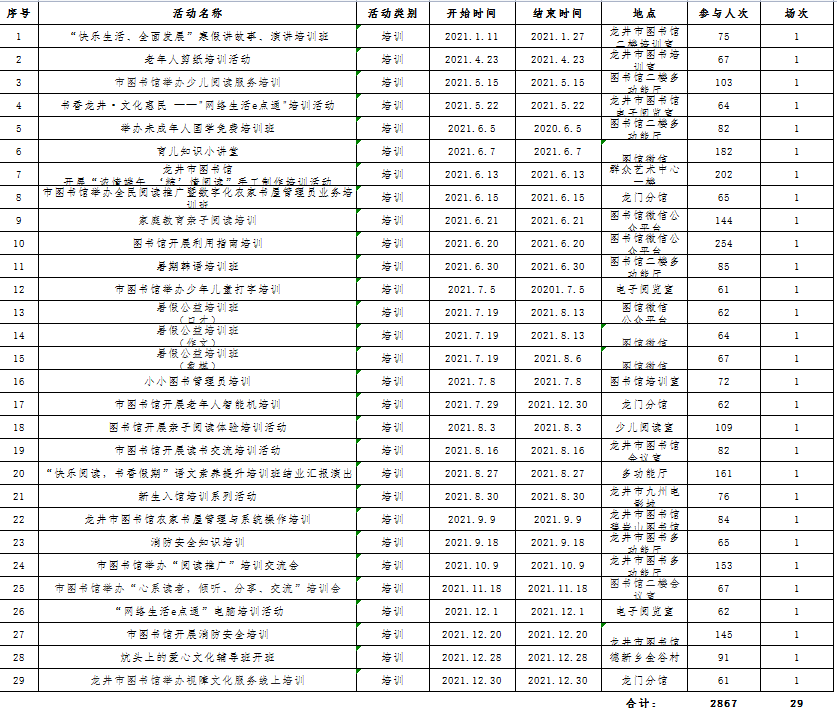 序号 活动名称 活动类别 开始时间 结束时间 地点 参与人次 场次
1 “快乐生活、全面发展”寒假讲故事、演讲培训班 培训 2021.1.11 2021.1.27 龙井市图书馆二楼培训室 75 1
2 老年人剪纸培训活动 培训 2021.4.23 2021.4.23 龙井市图书馆培训室 67 1
3 市图书馆举办少儿阅读服务培训 培训 2021.5.15 2021.5.15 图书馆二楼多功能厅 103 1
4 书香龙井·文化惠民 ——"网络生活e点通"培训活动 培训 2021.5.22 2021.5.22 龙井市图书馆电子阅览室 64 1
5 举办未成年人国学免费培训班 培训 2021.6.5 2020.6.5 图书馆二楼多功能厅 82 1
6 育儿知识小讲堂 培训 2021.6.7 2021.6.7 图馆微信 182 1
7 龙井市图书馆 开展“浓情端午、‘粽’情阅读”手工制作培训活动 培训 2021.6.13 2021.6.13 群众艺术中心一楼 202 1
8 市图书馆举办全民阅读推广暨数字化农家书屋管理员业务培训班 培训 2021.6.15 2021.6.15 龙门分馆 65 1
9 家庭教育亲子阅读培训 培训 2021.6.21 2021.6.21 图书馆微信公众平台 144 1
10 图书馆开展利用指南培训 培训 2021.6.20 2021.6.20 图书馆微信公众平台 254 1
11 暑期韩语培训班 培训 2021.6.30 2021.6.30 图书馆二楼多功能厅 85 1
12 市图书馆举办少年儿童打字培训 培训 2021.7.5 20201.7.5 电子阅览室 61 1
13 暑假公益培训班（口才） 培训 2021.7.19 2021.8.13 图馆微信公众平台 62 1
14 暑假公益培训班（作文） 培训 2021.7.19 2021.8.13 图馆微信 64 1
15 暑假公益培训班（象棋） 培训 2021.7.19 2021.8.6 图馆微信 67 1
16 小小图书管理员培训 培训 2021.7.8 2021.7.8 图书馆培训室 72 1
17 市图书馆开展老年人智能机培训 培训 2021.7.29 2021.12.30 龙门分馆 62 1
18 图书馆开展亲子阅读体验培训活动 培训 2021.8.3 2021.8.3 少儿阅读室 109 1
19 市图书馆开展读书交流培训活动 培训 2021.8.16 2021.8.16 龙井市图书馆会议室 82 1
20 “快乐阅读，书香假期”语文素养提升培训班结业汇报演出 培训 2021.8.27 2021.8.27 多功能厅 161 1
21 新生入馆培训系列活动 培训 2021.8.30 2021.8.30 龙井市九州电影城 76 1
22 龙井市图书馆农家书屋管理与系统操作培训 培训 2021.9.9 2021.9.9 龙井市图书馆琵岩山图书馆 84 1
23 消防安全知识培训 培训 2021.9.18 2021.9.18 龙井市图书馆多功能厅 65 1
24 市图书馆举办“阅读推广”培训交流会 培训 2021.10.9 2021.10.9 龙井市图书馆多功能厅 153 1
25 市图书馆举办“心系读者，倾听、分享、交流”培训会 培训 2021.11.18 2021.11.18 图书馆二楼会议室 67 1
26 “网络生活e点通”电脑培训活动 培训 2021.12.1 2021.12.1 电子阅览室 62 1
27 市图书馆开展消防安全培训 培训 2021.12.20 2021.12.20 龙井市图书馆 145 1
28 炕头上的爱心文化辅导班开班 培训 2021.12.28 2021.12.28 德新乡金谷村 91 1
29 龙井市图书馆举办视障文化服务线上培训 培训 2021.12.30 2021.12.30 龙门分馆 61 1
合计： 2867 29